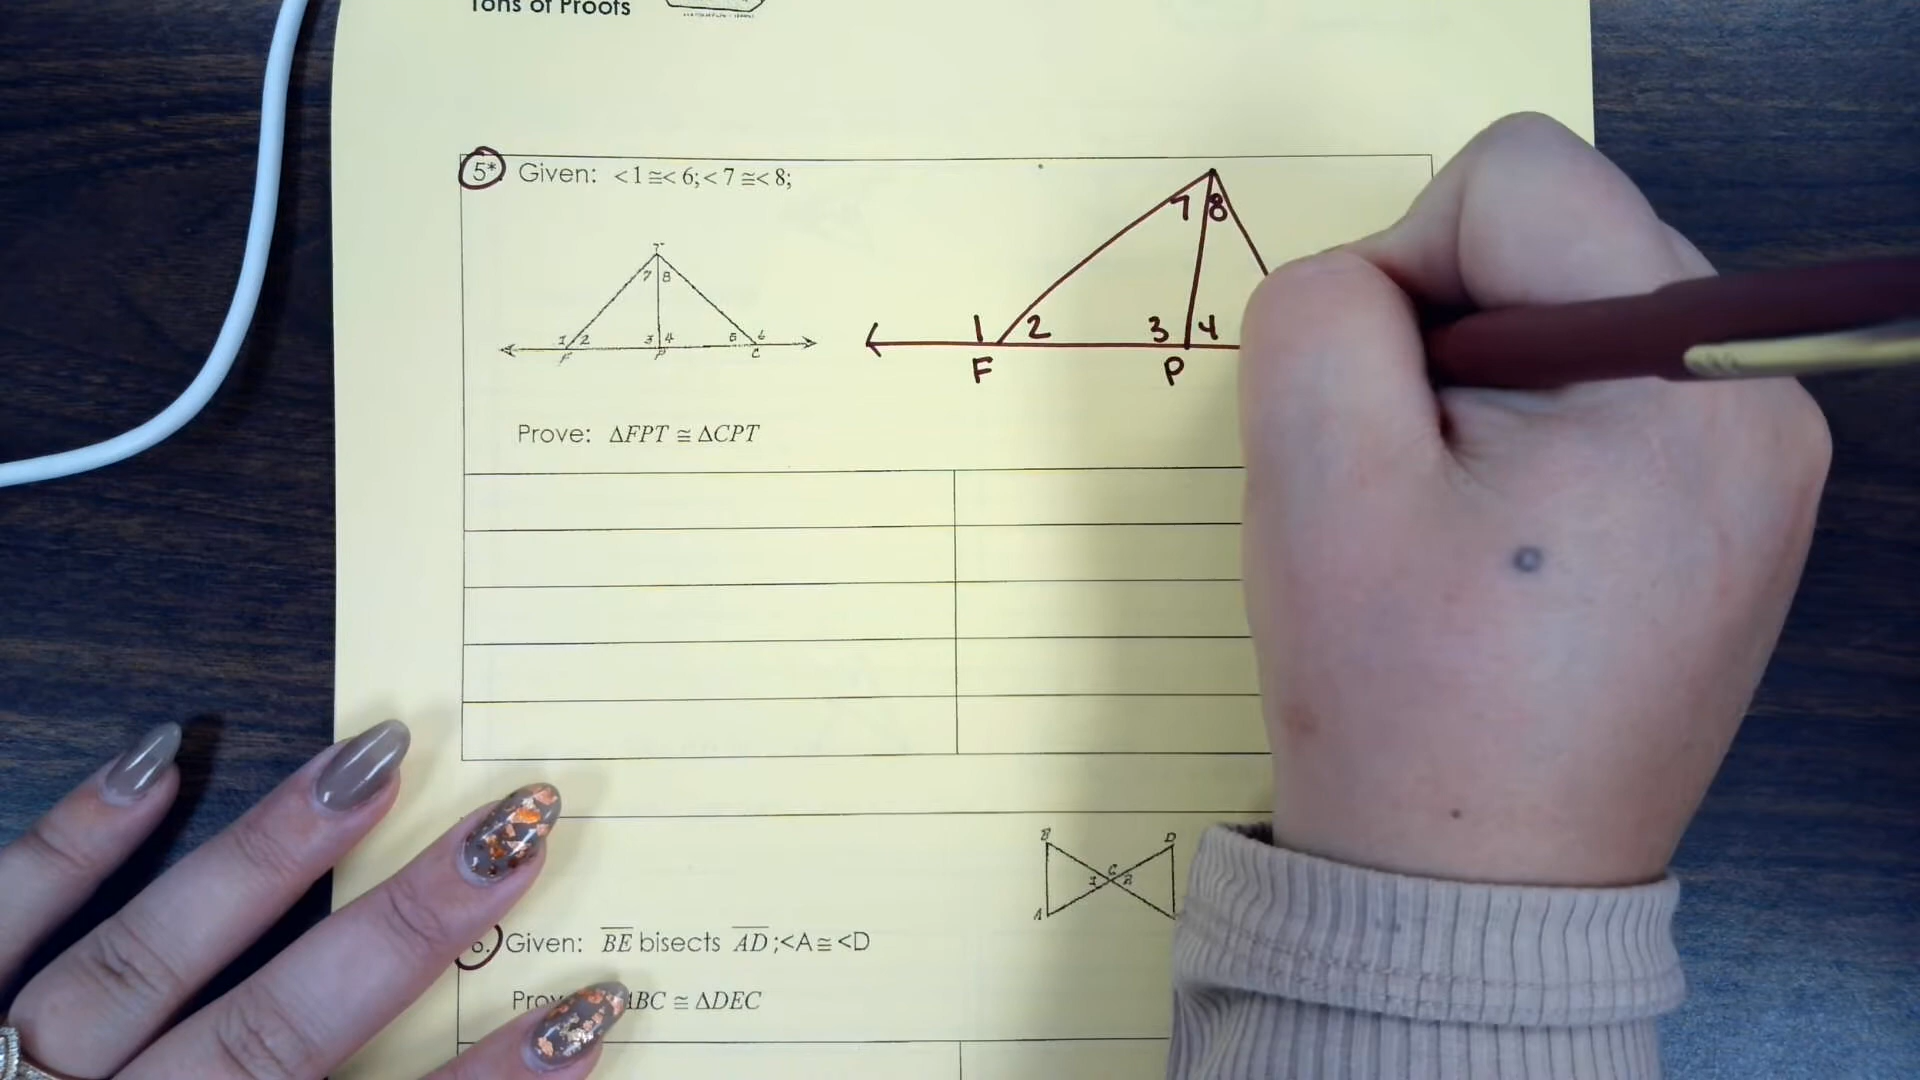 Tons of Proofs
5* Given: <1 ≅< 6; < 7 ≅< 8;
T
7 8
1 2 3 4 5 6
F P C
7 8
1 2 3 4
F P
Prove: ΔFPT ≅ ΔCPT
B D
C
1 2
A
6. Given: BE bisects AD ;<A ≅ <D
ABC ≅ ΔDEC